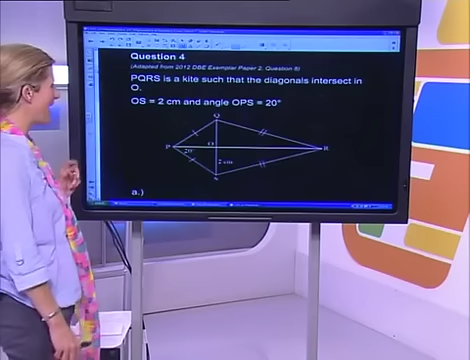 Question 4
(Adapted from 2012 DBE Exemplar Paper 2, Question 8)
PQRS is a kite such that the diagonals intersect in
O.
OS = 2 cm and angle OPS = 20°
Q
P
O
R
20°
2 cm
S
a.)